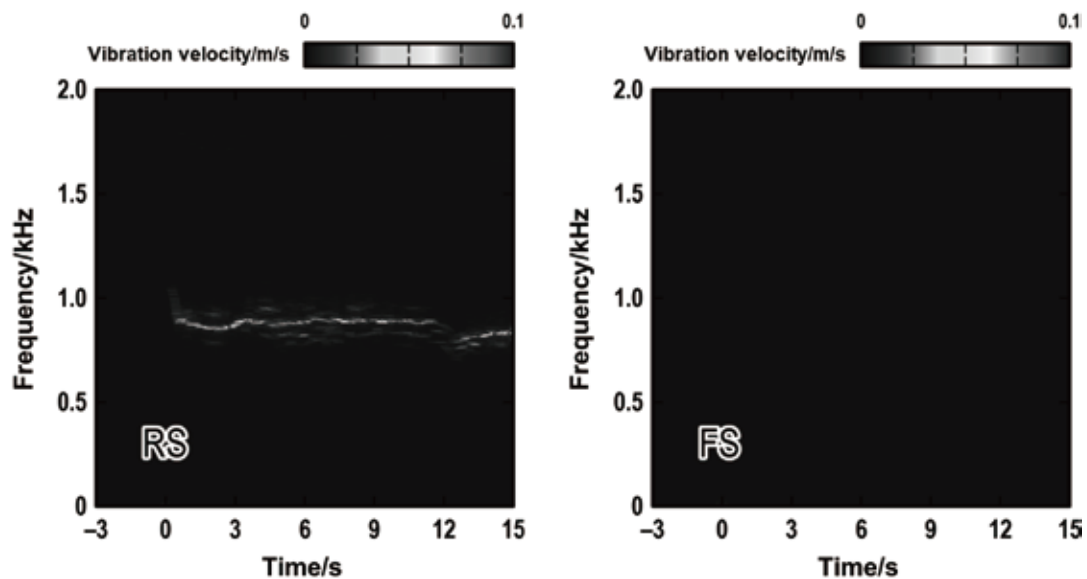 0 0.1
Vibration velocity/m/s
2.0
1.5
1.0
0.5
0
Frequency/kHz
RS
–3 0 3 6 9 12 15
Time/s
0 0.1
Vibration velocity/m/s
2.0
1.5
1.0
0.5
0
Frequency/kHz
FS
–3 0 3 6 9 12 15
Time/s